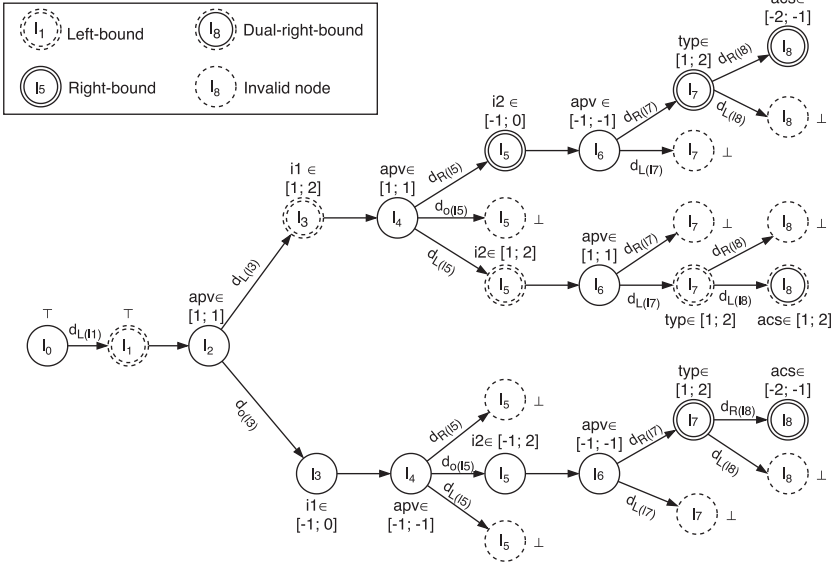 I1 Left-bound
I8 Dual-right-bound
I5 Right-bound
I8 Invalid node
acs∈
[-2; -1]
I8
typ∈
[1; 2]
dR(I8)
I7
dL(I8)
I8 ⊥
i2 ∈
[-1; 0]
apv∈
[-1; -1]
dR(I7)
I5
I6
dL(I7)
I7 ⊥
i1 ∈
[1; 2]
apv∈
[1; 1]
dR(I5)
I3
I4
do(I5)
I5 ⊥
dL(I5)
i2∈ [1; 2]
apv∈
[1; 1]
dR(I7)
I7 ⊥
dR(I8)
I8 ⊥
I5
I6
dL(I7)
I7
dL(I8)
I8
typ∈ [1; 2]
acs∈ [1; 2]
dL(I3)
apv∈
[1; 1]
⊤
⊤
I0
dL(I1)
I1
I2
do(I3)
I5 ⊥
dR(I5)
typ∈
[1; 2]
acs∈
[-2; -1]
i2∈ [-1; 2]
apv∈
[-1; -1]
dR(I7)
I7
dR(I8)
I8
dL(I8)
I3
I4
do(I5)
I5
I6
I8 ⊥
i1∈
[-1; 0]
apv∈
[-1; -1]
dL(I5)
dL(I7)
I7 ⊥
I5 ⊥